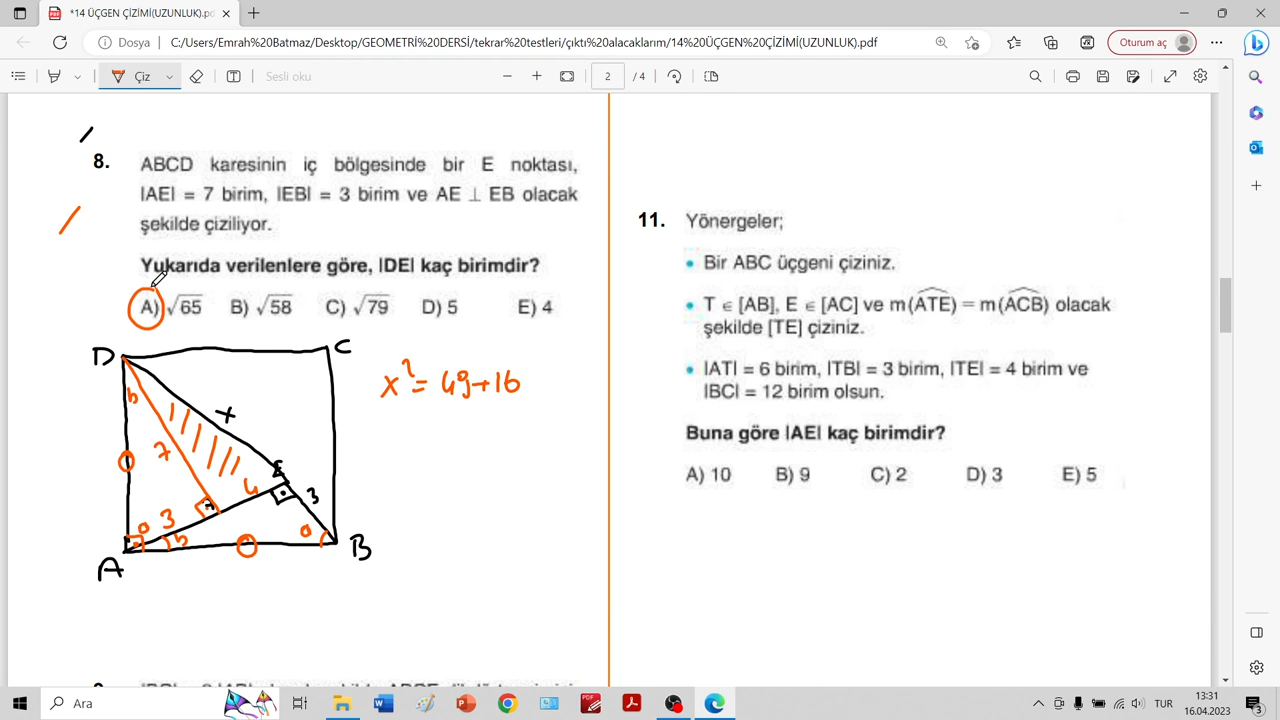 *14 ÜÇGEN ÇİZİMİ(UZUNLUK).pd
Dosya
C:/Users/Emrah%20Batmaz/Desktop/GEOMETRİ%20DERSİ/tekrar%20testleri/çıktı%20alacaklarım/14%20ÜÇGEN%20ÇİZİMİ(UZUNLUK).pdf
Oturum aç
Çiz
Sesli oku
2 / 4
8. ABCD karesinin iç bölgesinde bir E noktası,
|AE| = 7 birim, |EB| = 3 birim ve AE ⊥ EB olacak
şekilde çiziliyor.
Yukarıda verilenlere göre, |DE| kaç birimdir?
A) √65 B) √58 C) √79 D) 5 E) 4
D C
b x x² = 49+16
7
E
4 3
3
a b a
A B
11. Yönergeler;
• Bir ABC üçgeni çiziniz.
• T ∈ [AB], E ∈ [AC] ve m(ATE) = m(ACB) olacak
şekilde [TE] çiziniz.
• |AT| = 6 birim, |TB| = 3 birim, |TE| = 4 birim ve
|BC| = 12 birim olsun.
Buna göre |AE| kaç birimdir?
A) 10 B) 9 C) 2 D) 3 E) 5
Ara
TUR
13:31
16.04.2023
3